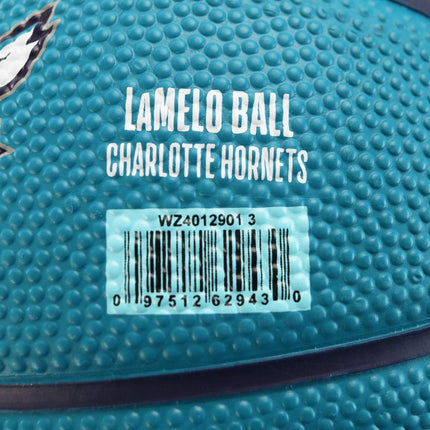 LAMELO BALL
CHARLOTTE HORNETS
WZ4012901 3
0 97512 62943 0